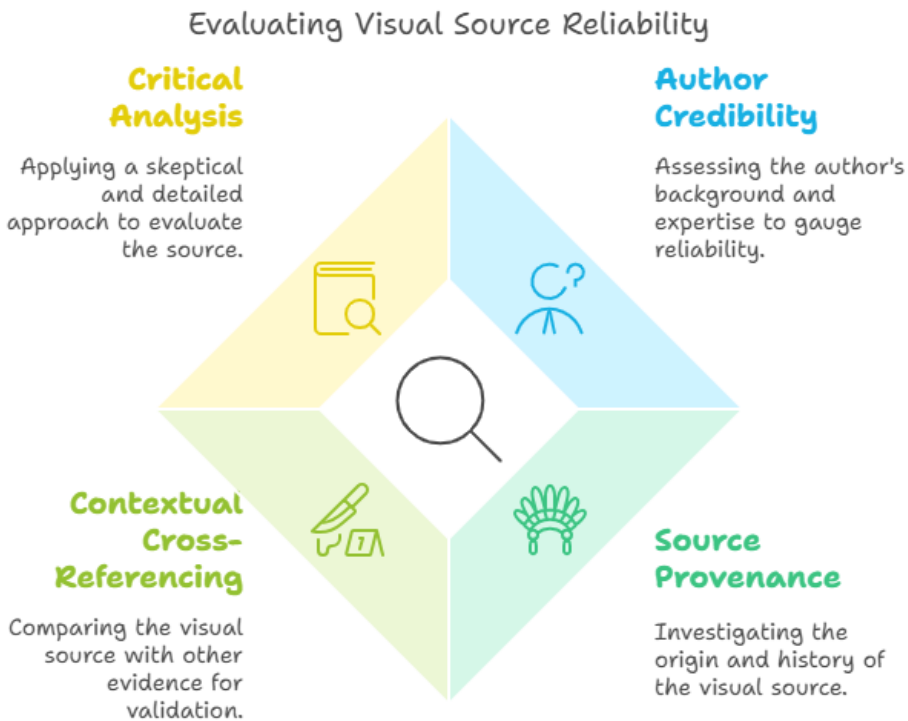 Evaluating Visual Source Reliability
Critical
Analysis
Applying a skeptical
and detailed
approach to evaluate
the source.
Author
Credibility
Assessing the author's
background and
expertise to gauge
reliability.
Contextual
Cross-
Referencing
Comparing the visual
source with other
evidence for
validation.
1
Source
Provenance
Investigating the
origin and history of
the visual source.